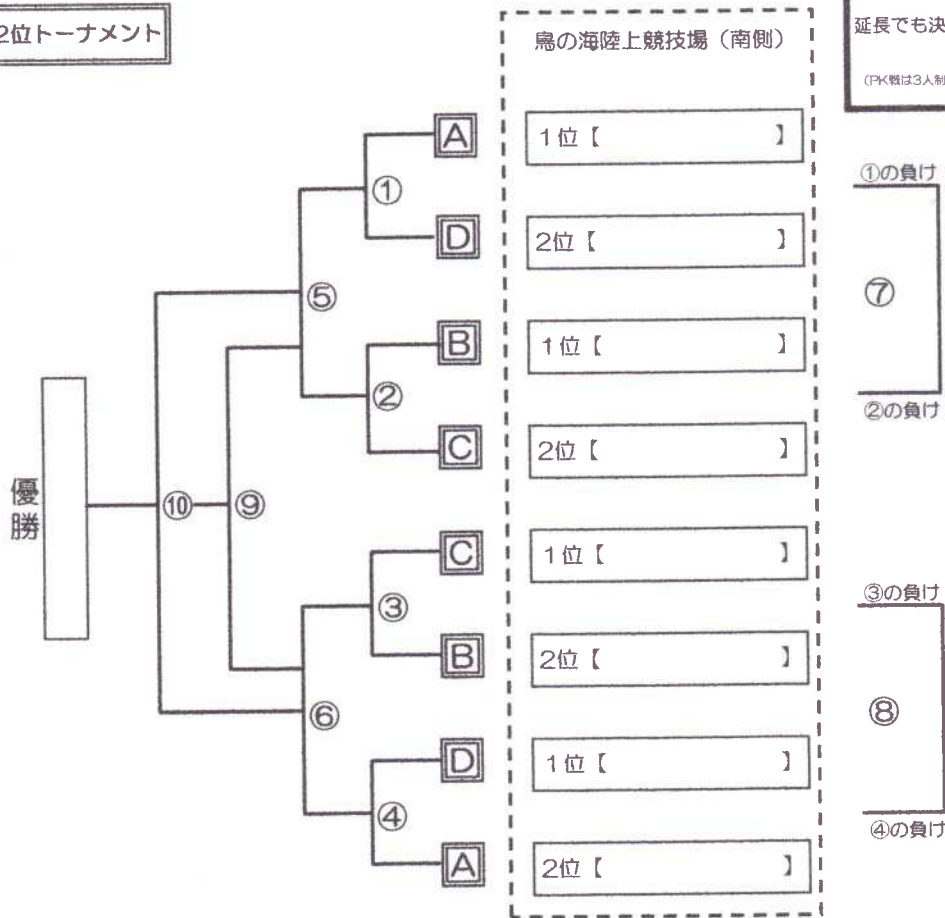 2位トーナメント
鳥の海陸上競技場（南側）
延長でも決
（PK戦は3人制
A
1位【　　　　】
①
①の負け
D
2位【　　　　】
⑤
⑦
B
1位【　　　　】
②
②の負け
C
2位【　　　　】
優勝
⑩
⑨
C
1位【　　　　】
③
③の負け
B
2位【　　　　】
⑥
⑧
D
1位【　　　　】
④
④の負け
A
2位【　　　　】